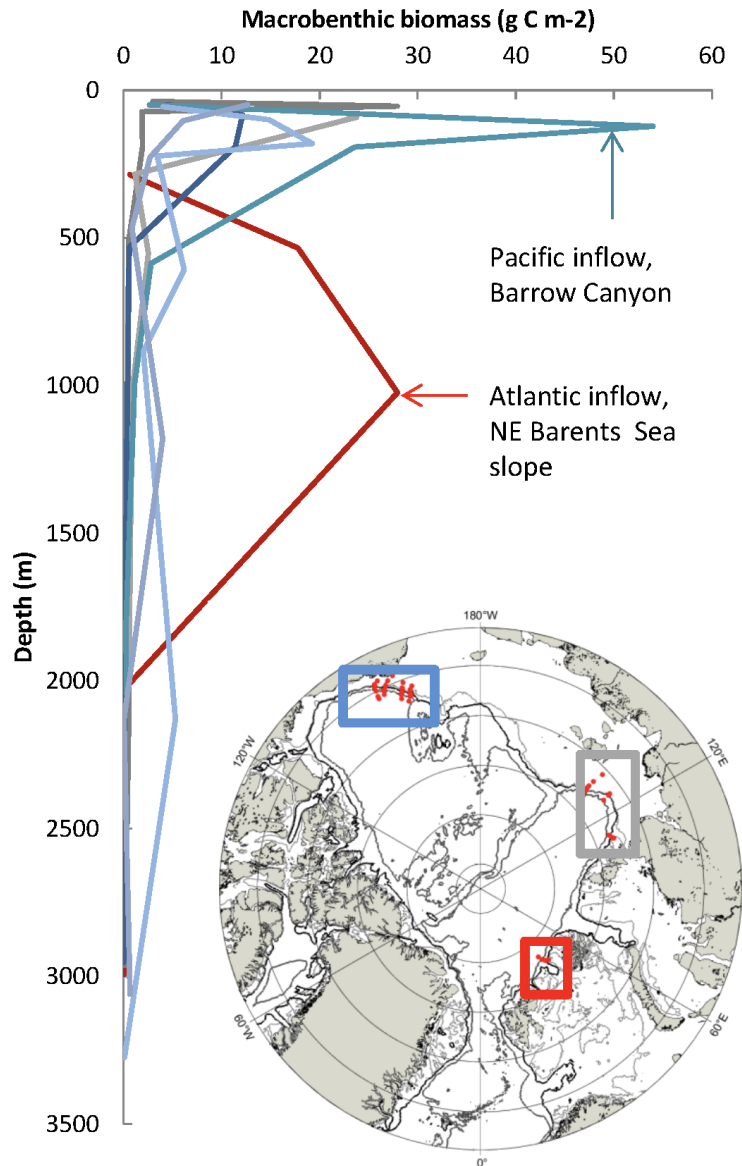 Macrobenthic biomass (g C m-2)
0 10 20 30 40 50 60
0
500
Pacific inflow,
Barrow Canyon
1000
Atlantic inflow,
NE Barents Sea
slope
1500
Depth (m)
2000
180°W
120°E
2500
3000
60°W
60°E
3500
0°